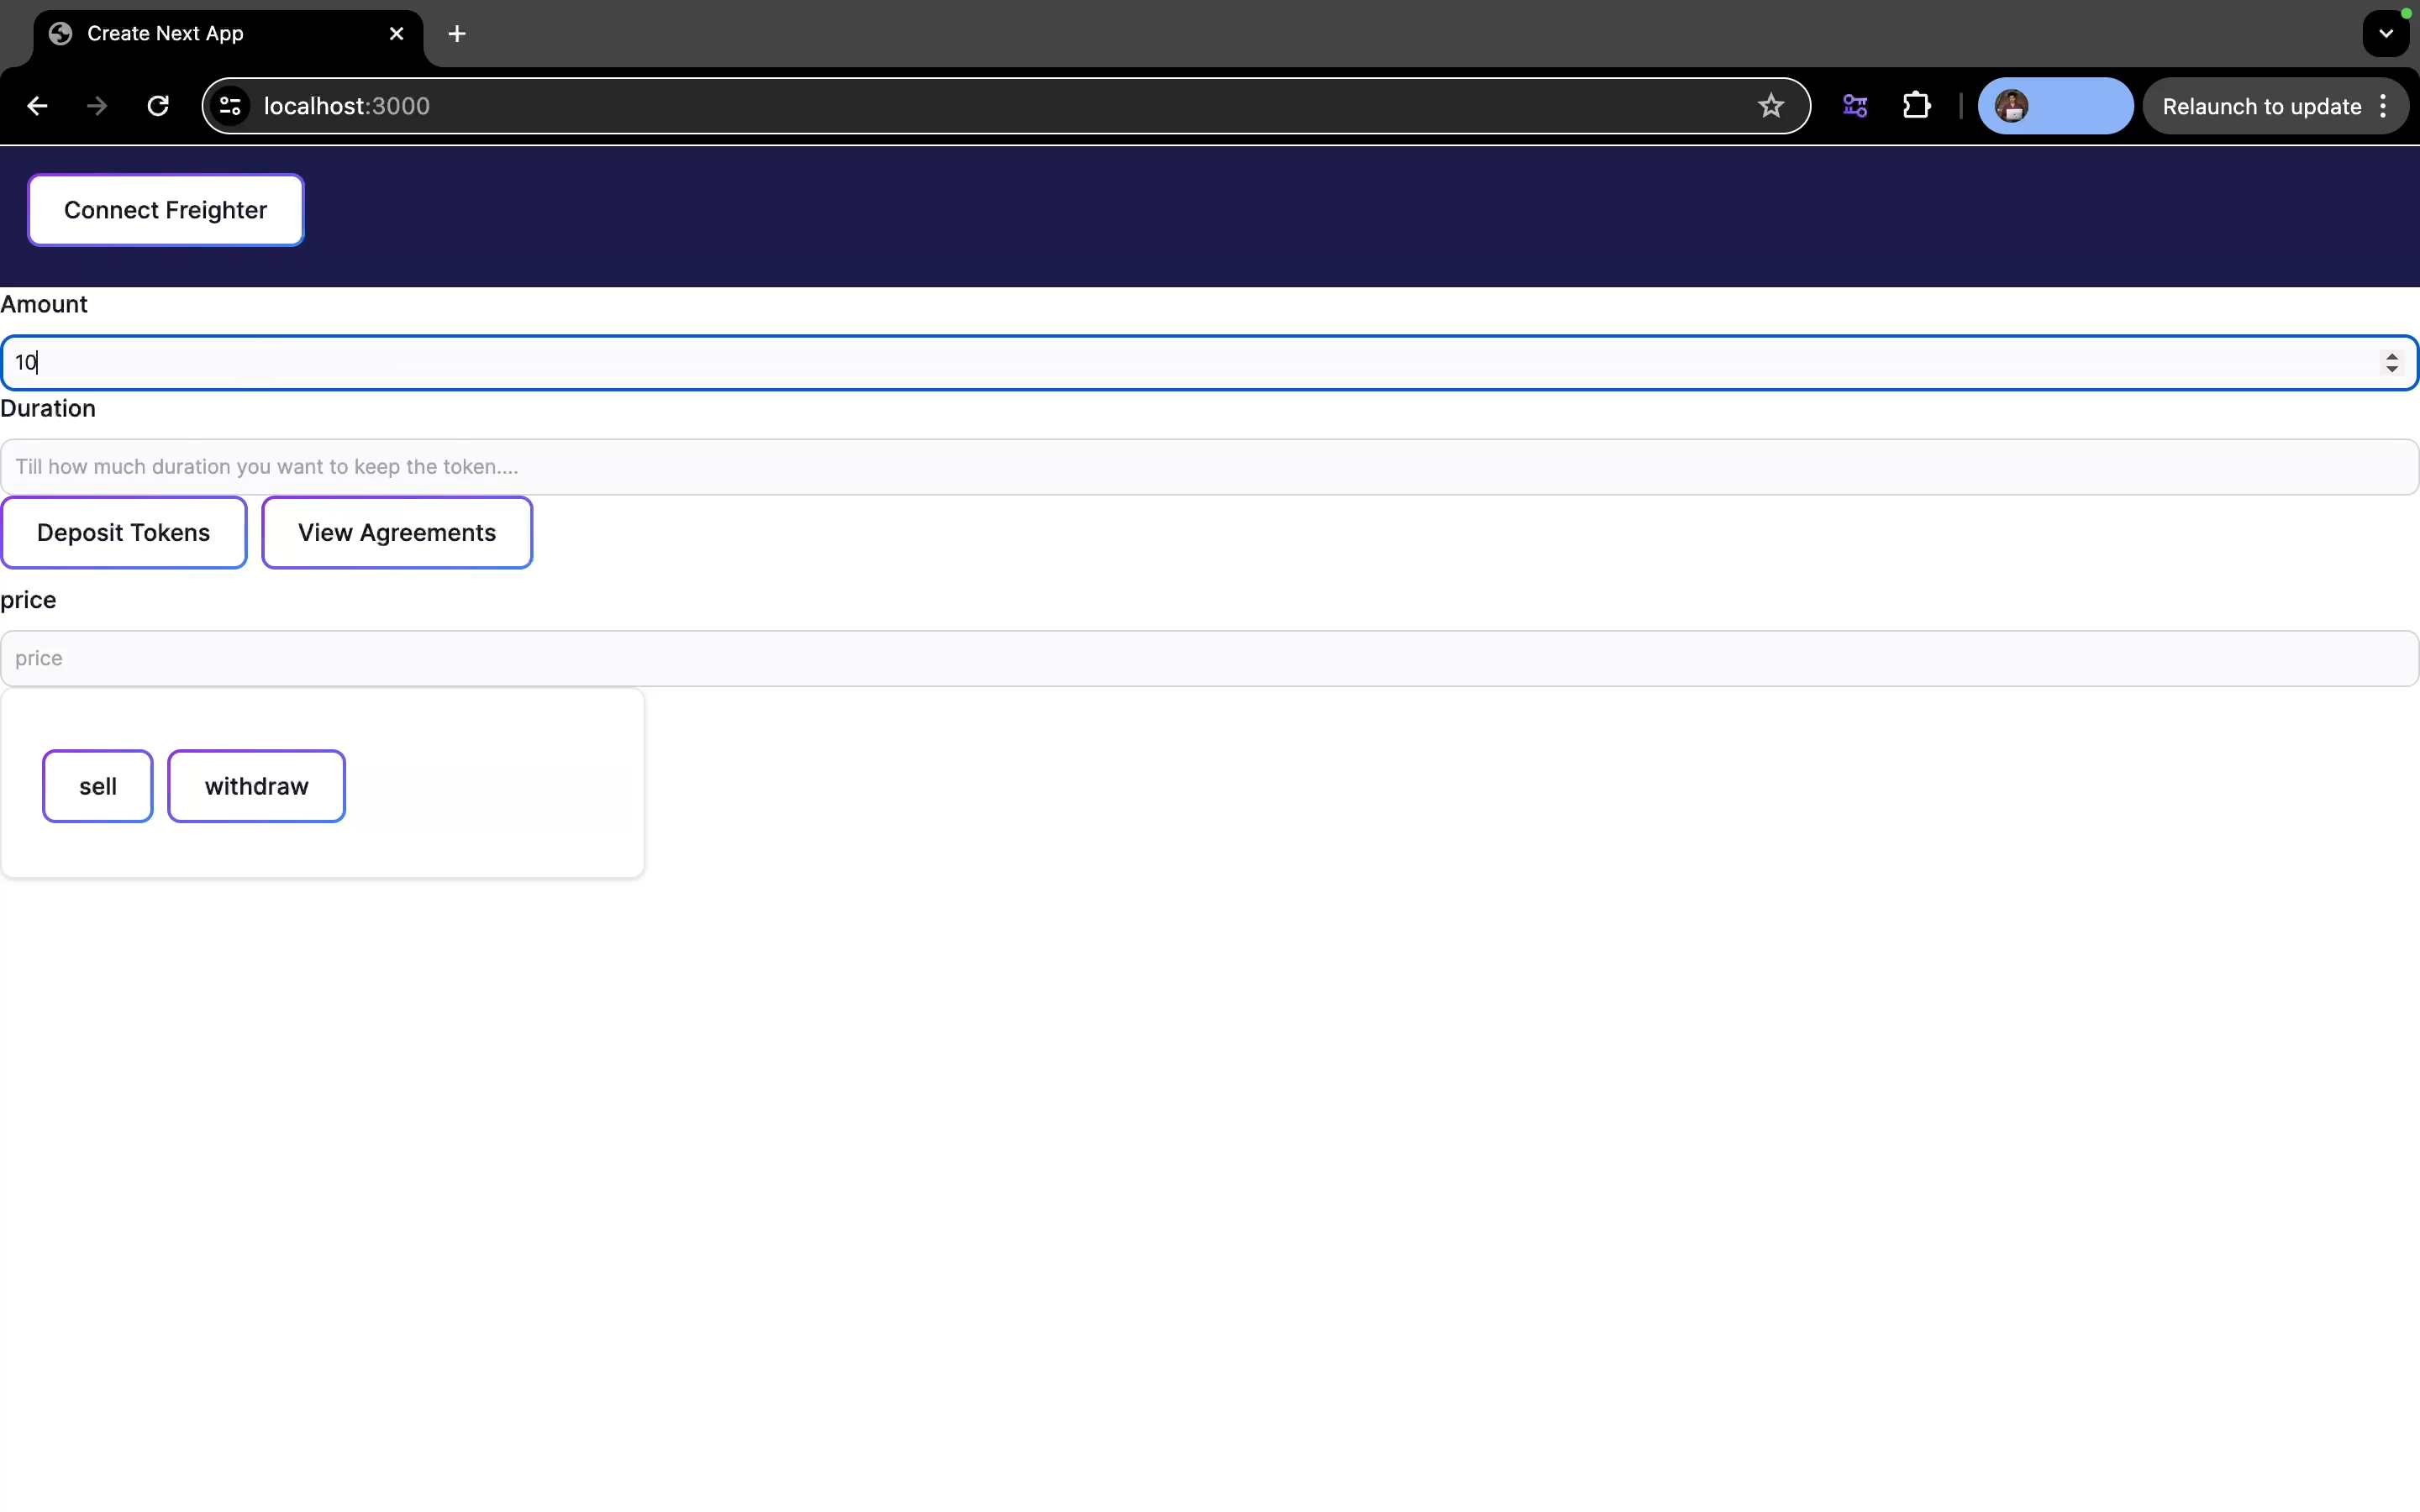 Create Next App
localhost:3000
Relaunch to update
Connect Freighter
Amount
10
Duration
Till how much duration you want to keep the token....
Deposit Tokens View Agreements
price
price
sell withdraw